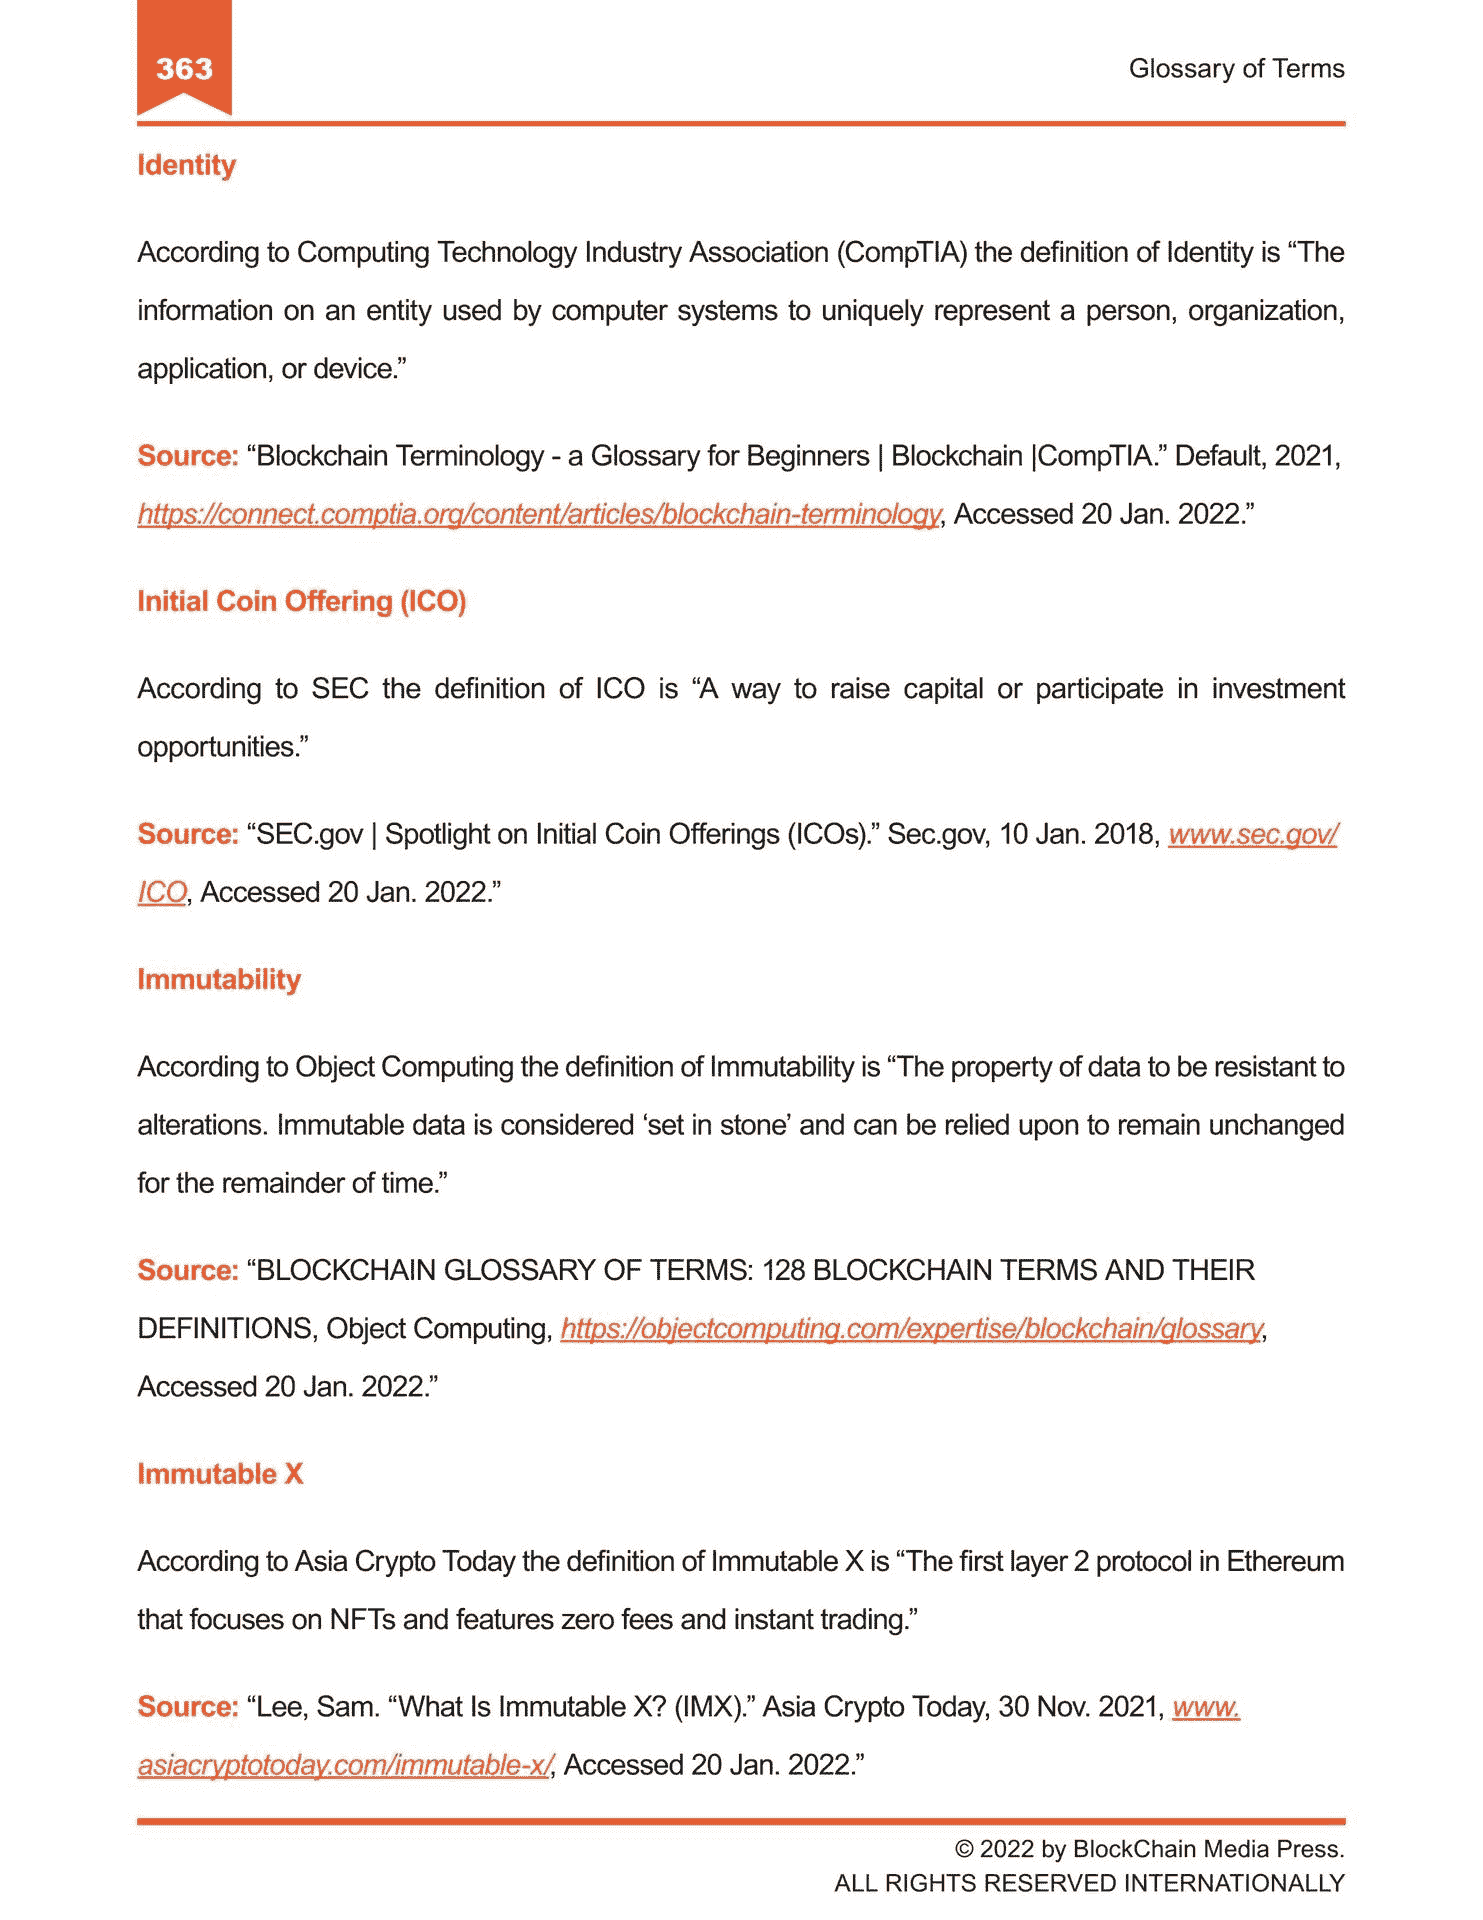 363
Glossary of Terms
Identity
According to Computing Technology Industry Association (CompTIA) the definition of Identity is “The
information on an entity used by computer systems to uniquely represent a person, organization,
application, or device.”
Source: “Blockchain Terminology - a Glossary for Beginners | Blockchain |CompTIA.” Default, 2021,
https://connect.comptia.org/content/articles/blockchain-terminology, Accessed 20 Jan. 2022.”
Initial Coin Offering (ICO)
According to SEC the definition of ICO is “A way to raise capital or participate in investment
opportunities.”
Source: “SEC.gov | Spotlight on Initial Coin Offerings (ICOs).” Sec.gov, 10 Jan. 2018, www.sec.gov/
ICO, Accessed 20 Jan. 2022.”
Immutability
According to Object Computing the definition of Immutability is “The property of data to be resistant to
alterations. Immutable data is considered ‘set in stone’ and can be relied upon to remain unchanged
for the remainder of time.”
Source: “BLOCKCHAIN GLOSSARY OF TERMS: 128 BLOCKCHAIN TERMS AND THEIR
DEFINITIONS, Object Computing, https://objectcomputing.com/expertise/blockchain/glossary,
Accessed 20 Jan. 2022.”
Immutable X
According to Asia Crypto Today the definition of Immutable X is “The first layer 2 protocol in Ethereum
that focuses on NFTs and features zero fees and instant trading.”
Source: “Lee, Sam. “What Is Immutable X? (IMX).” Asia Crypto Today, 30 Nov. 2021, www.
asiacryptotoday.com/immutable-x/, Accessed 20 Jan. 2022.”
© 2022 by BlockChain Media Press.
ALL RIGHTS RESERVED INTERNATIONALLY